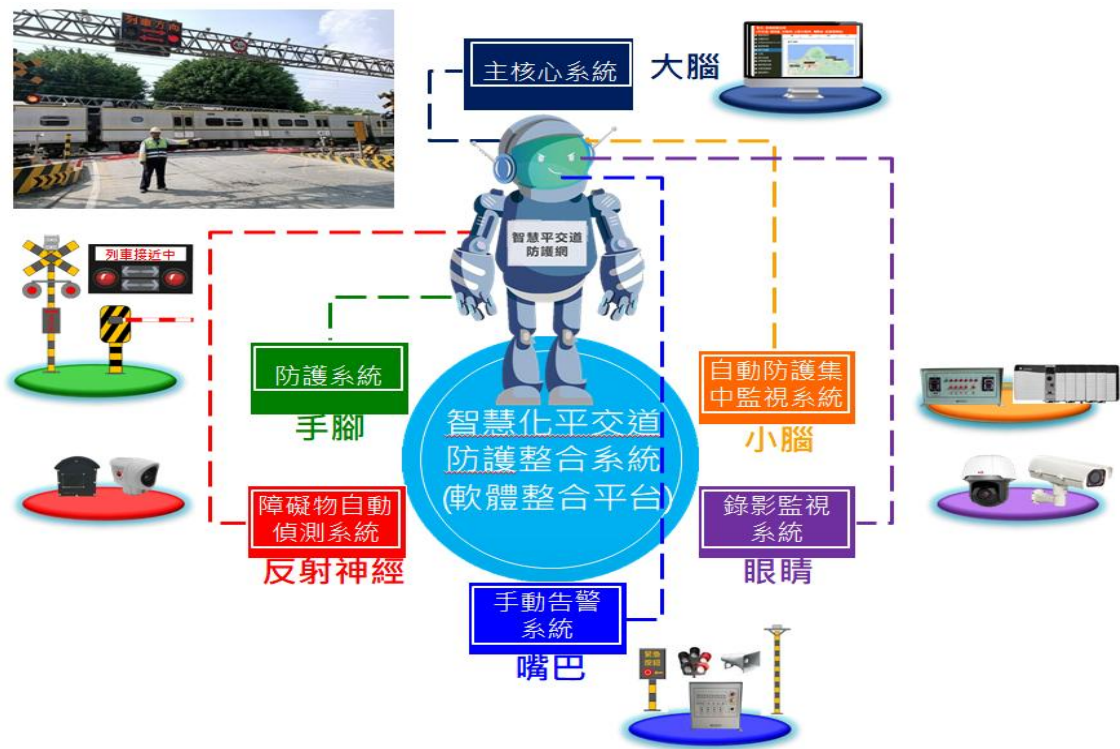 列車方向
主核心系統
大腦
智慧平交道
防護網
列車接近中
防護系統
手腳
自動防護集
中監視系統
小腦
智慧化平交道
防護整合系統
(軟體整合平台)
障礙物自動
偵測系統
反射神經
錄影監視
系統
眼睛
手動告警
系統
嘴巴
緊急
按鈕